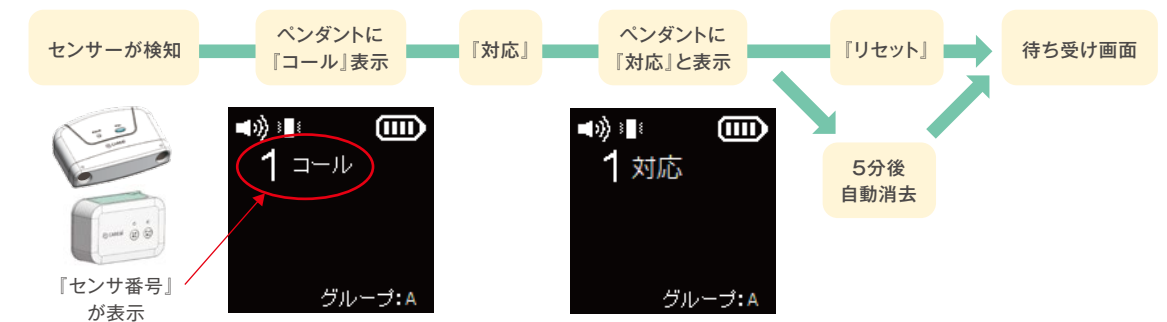 センサーが検知
ペンダントに
『コール』表示
『対応』
ペンダントに
『対応』と表示
『リセット』
待ち受け画面
5分後
自動消去
1 コール
グループ:A
1 対応
グループ:A
『センサ番号』
が表示